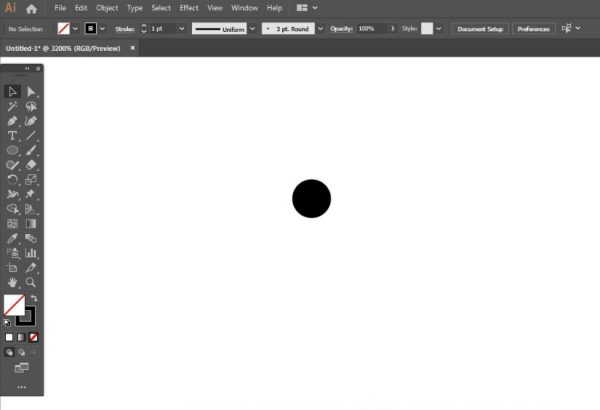 Ai File Edit Object Type Select Effect View Window Help
No Selection Stroke: 1 pt Uniform 3 pt. Round Opacity: 100% Style: Document Setup Preferences
Untitled-1* @ 3200% (RGB/Preview) ×
T